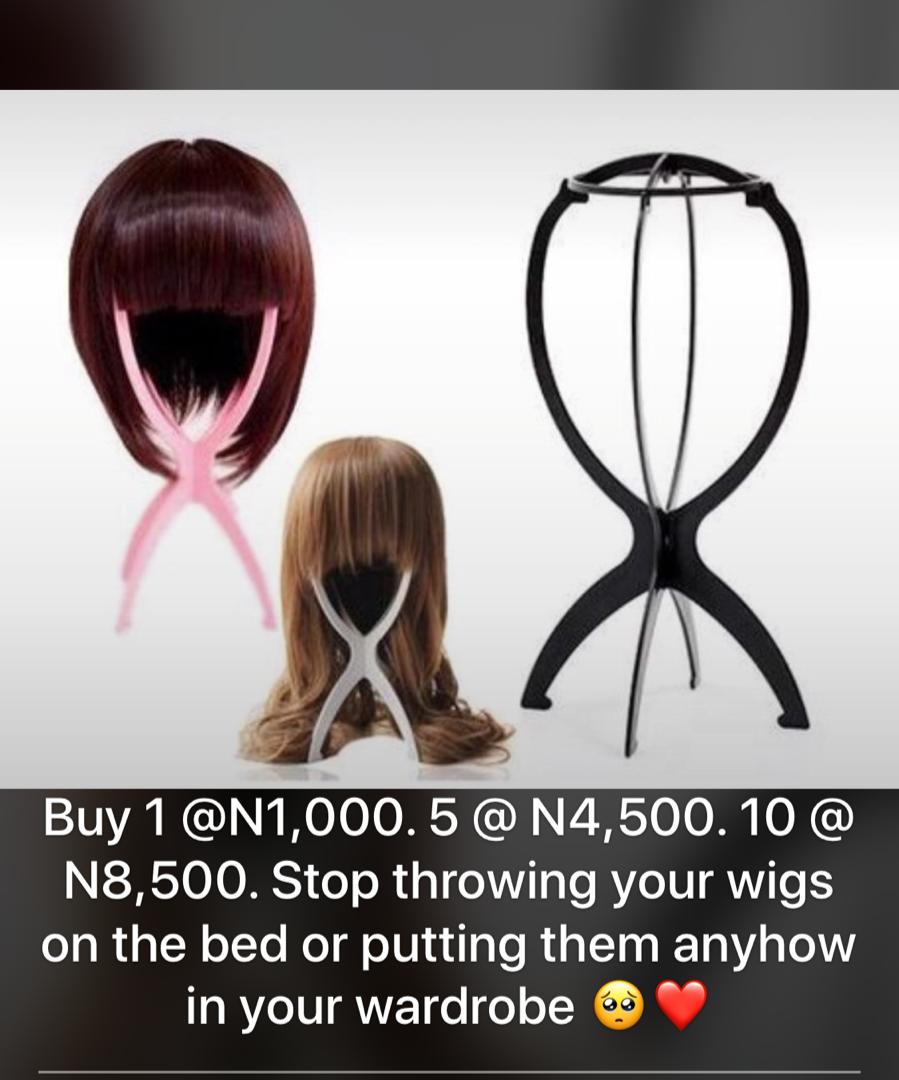 Buy 1 @N1,000. 5 @ N4,500. 10 @
N8,500. Stop throwing your wigs
on the bed or putting them anyhow
in your wardrobe 🥺❤️